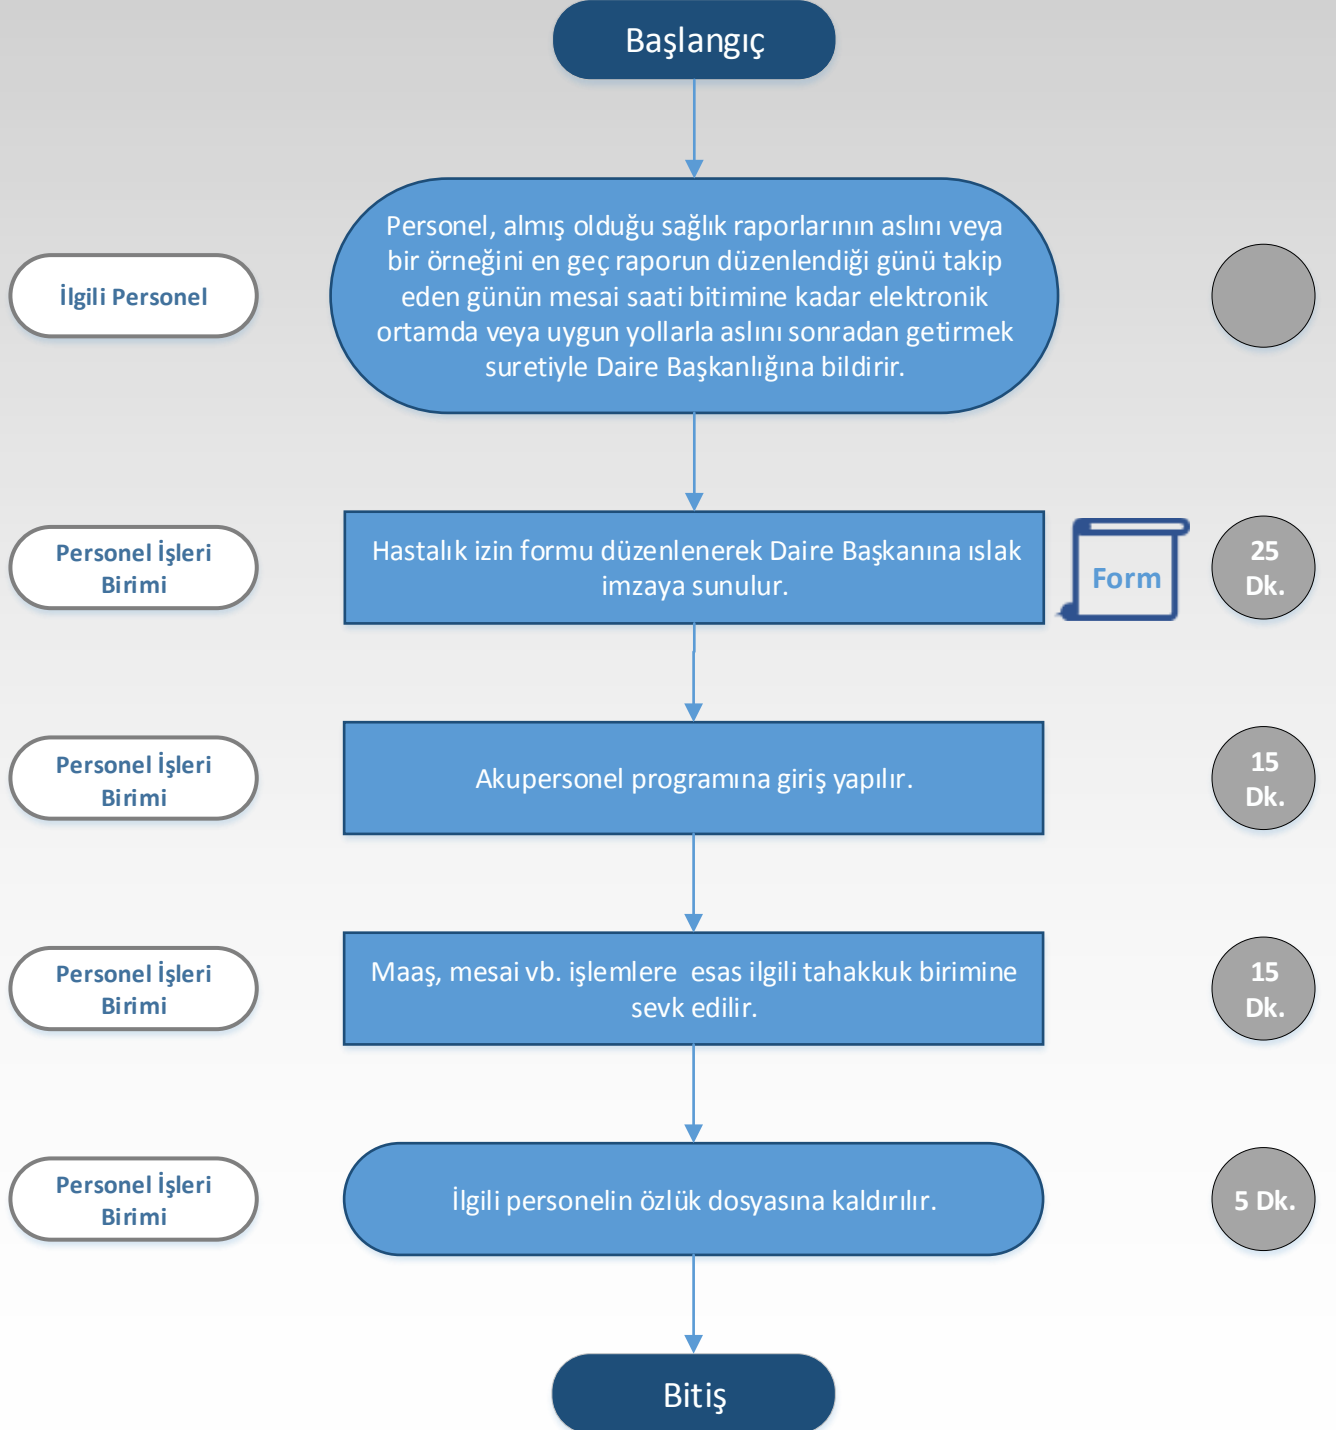 Başlangıç
Personel, almış olduğu sağlık raporlarının aslını veya
bir örneğini en geç raporun düzenlendiği günü takip
eden günün mesai saati bitimine kadar elektronik
ortamda veya uygun yollarla aslını sonradan getirmek
suretiyle Daire Başkanlığına bildirir.
İlgili Personel
Personel İşleri
Birimi
Hastalık izin formu düzenlenerek Daire Başkanına ıslak
imzaya sunulur.
Form
25
Dk.
Personel İşleri
Birimi
Akupersonel programına giriş yapılır.
15
Dk.
Personel İşleri
Birimi
Maaş, mesai vb. işlemlere  esas ilgili tahakkuk birimine
sevk edilir.
15
Dk.
Personel İşleri
Birimi
İlgili personelin özlük dosyasına kaldırılır.
5 Dk.
Bitiş